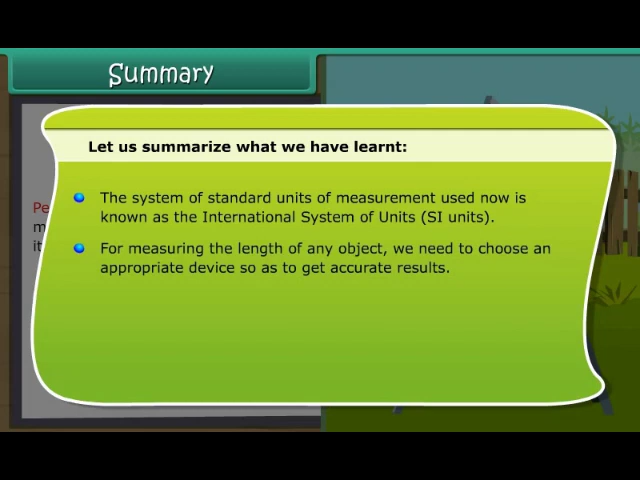 Summary
Let us summarize what we have learnt:
The system of standard units of measurement used now is
known as the International System of Units (SI units).
For measuring the length of any object, we need to choose an
appropriate device so as to get accurate results.
Pe
m
it